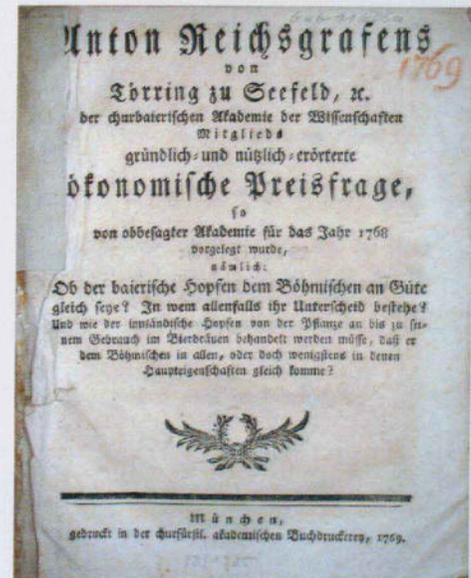 Anton Reichsgrafens
von
Törring zu Seefeld, ꝛc.
der churbaierischen Akademie der Wissenschaften
Mitglieds
gründlich- und nützlich-erörterte
ökonomische Preisfrage,
so
von obbesagter Akademie für das Jahr 1768
vorgelegt wurde,
nämlich:
Ob der baierische Hopfen dem Böhmischen an Güte
gleich seye? In wem allenfalls ihr Unterscheid bestehe?
Und wie der innländische Hopfen von der Pflanze an bis zu sei-
nem Gebrauch im Bierbräuen behandelt werden müsse, daß er
dem Böhmischen in allen, oder doch wenigstens in denen
Haupteigenschaften gleich komme?
München,
gedruckt in der churfürstl. akademischen Buchdruckerey, 1769.
1769